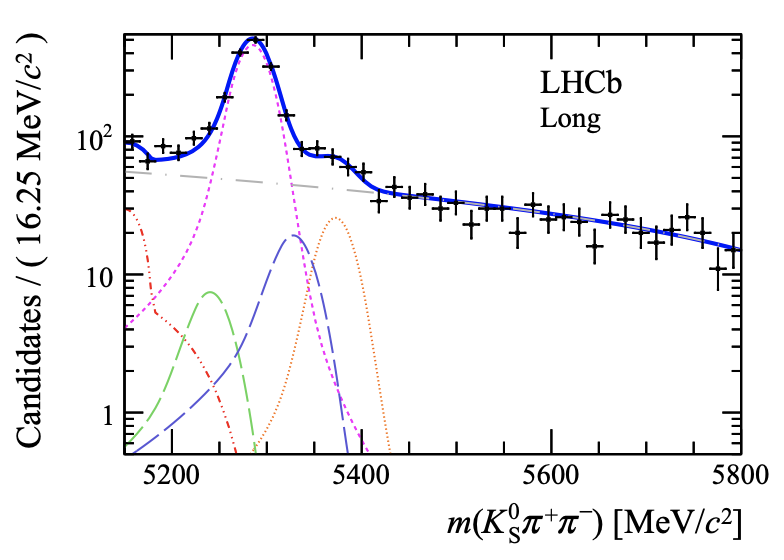 Candidates / ( 16.25 MeV/c² )
10²
10
1
LHCb
Long
5200 5400 5600 5800
m(K⁰_S π⁺π⁻) [MeV/c²]